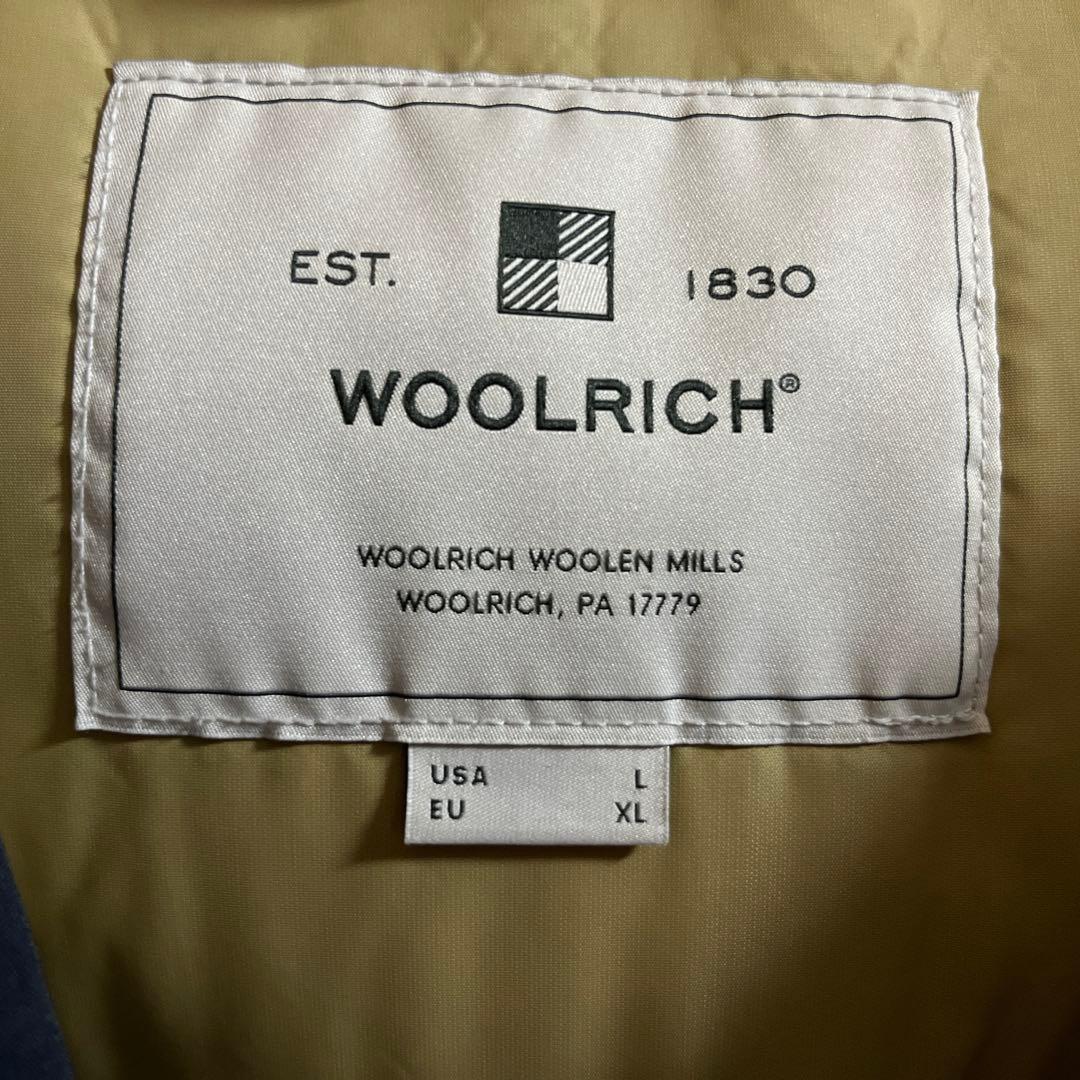 EST. 1830
WOOLRICH®
WOOLRICH WOOLEN MILLS
WOOLRICH, PA 17779
USA L
EU XL